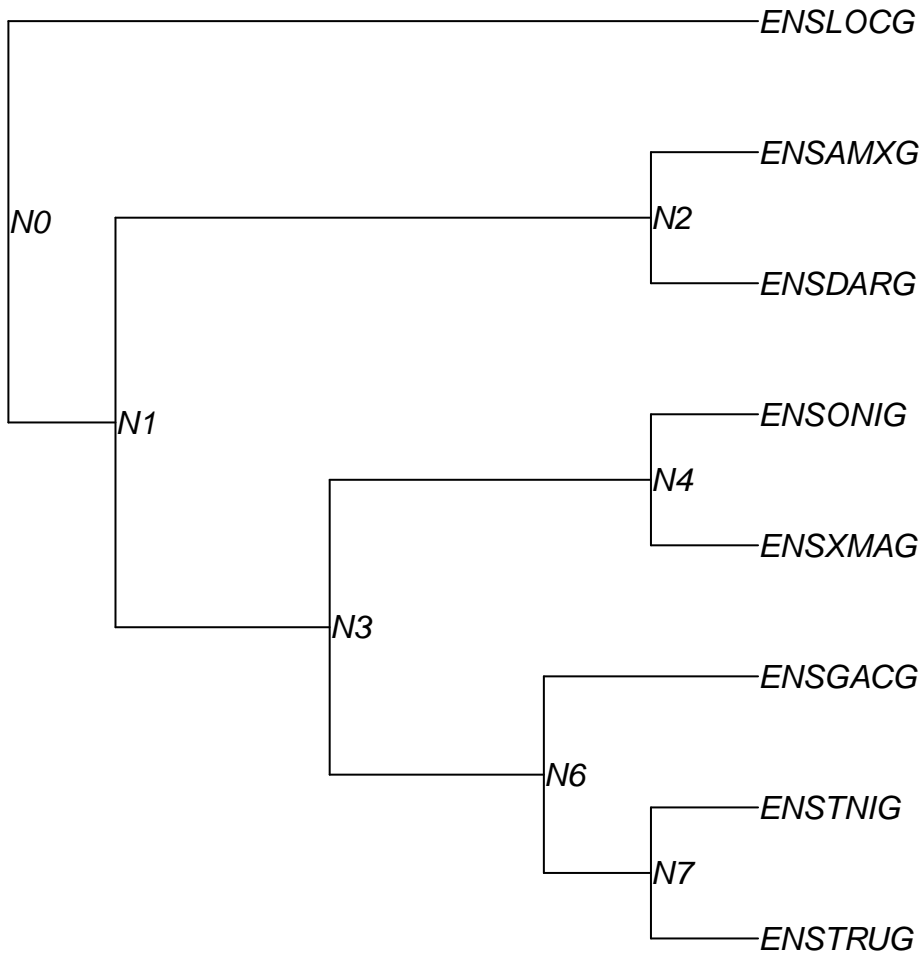 ENSLOCG
ENSAMXG
N0
N2
ENSDARG
ENSONIG
N1
N4
ENSXMAG
N3
ENSGACG
N6
ENSTNIG
N7
ENSTRUG